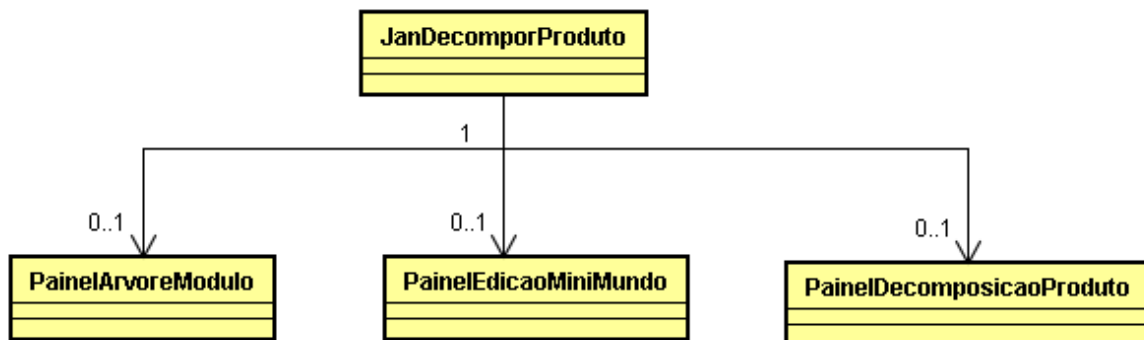 JanDecomporProduto
1
0..1
0..1
0..1
PainelArvoreModulo
PainelEdicaoMiniMundo
PainelDecomposicaoProduto